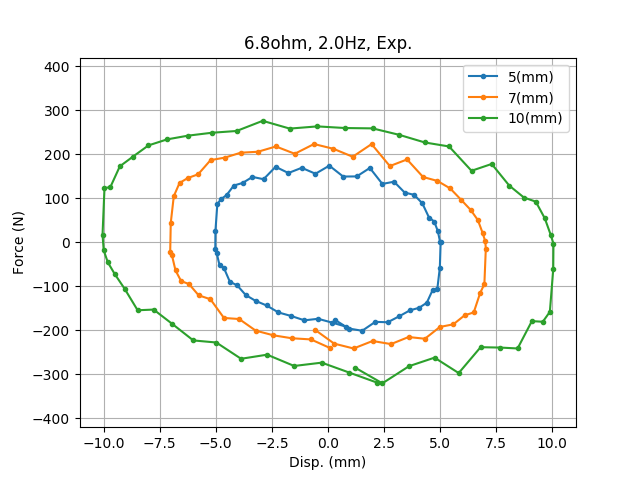 6.8ohm, 2.0Hz, Exp.
5(mm)
7(mm)
10(mm)
Force (N)
400
300
200
100
0
−100
−200
−300
−400
−10.0 −7.5 −5.0 −2.5 0.0 2.5 5.0 7.5 10.0
Disp. (mm)